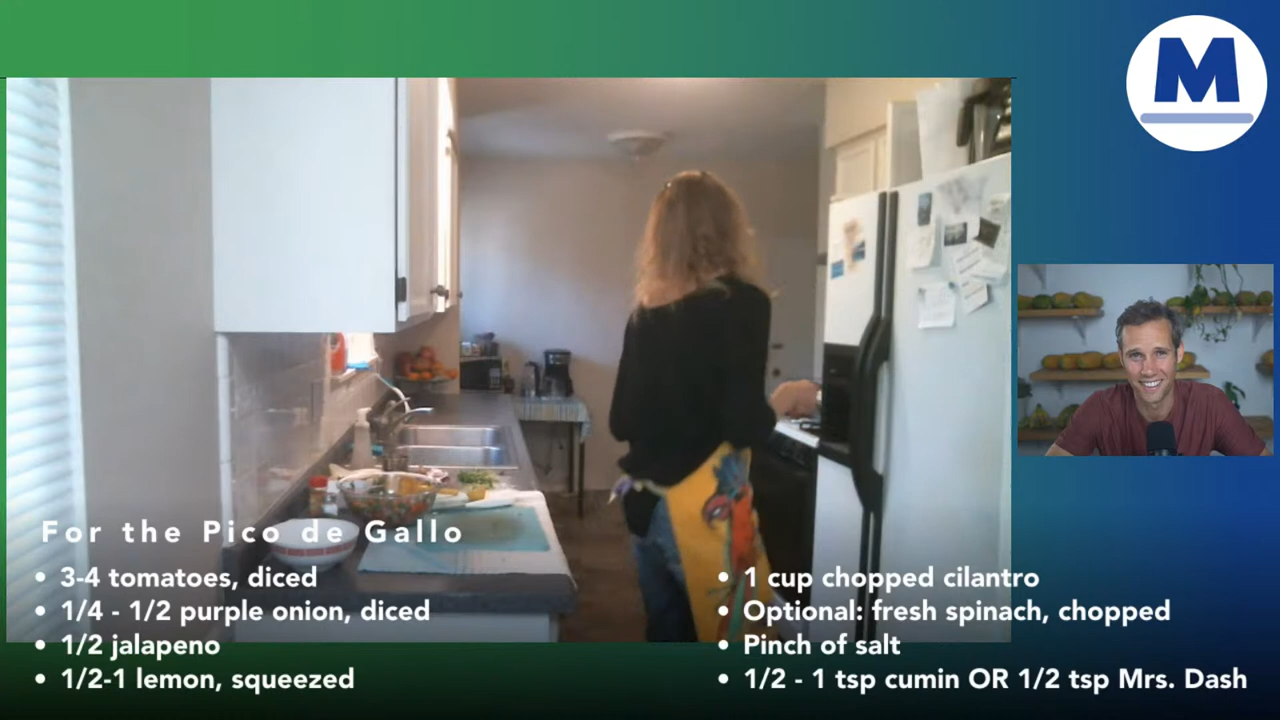 M
For the Pico de Gallo
• 3-4 tomatoes, diced
• 1/4 - 1/2 purple onion, diced
• 1/2 jalapeno
• 1/2-1 lemon, squeezed
• 1 cup chopped cilantro
• Optional: fresh spinach, chopped
• Pinch of salt
• 1/2 - 1 tsp cumin OR 1/2 tsp Mrs. Dash